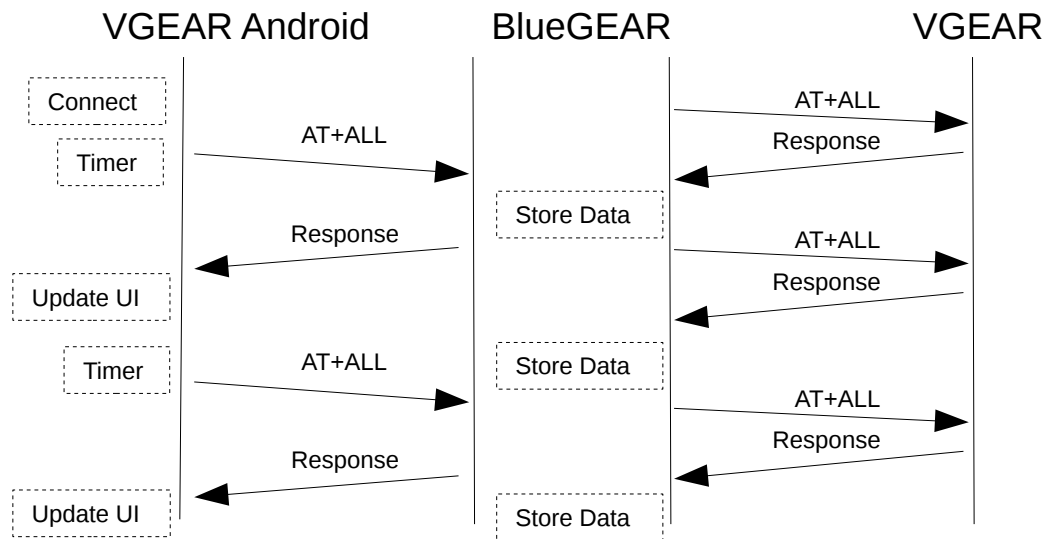 VGEAR Android
BlueGEAR
VGEAR
Connect
AT+ALL
AT+ALL
Response
Timer
Store Data
Response
AT+ALL
Response
Update UI
AT+ALL
Timer
Store Data
AT+ALL
Response
Response
Update UI
Store Data